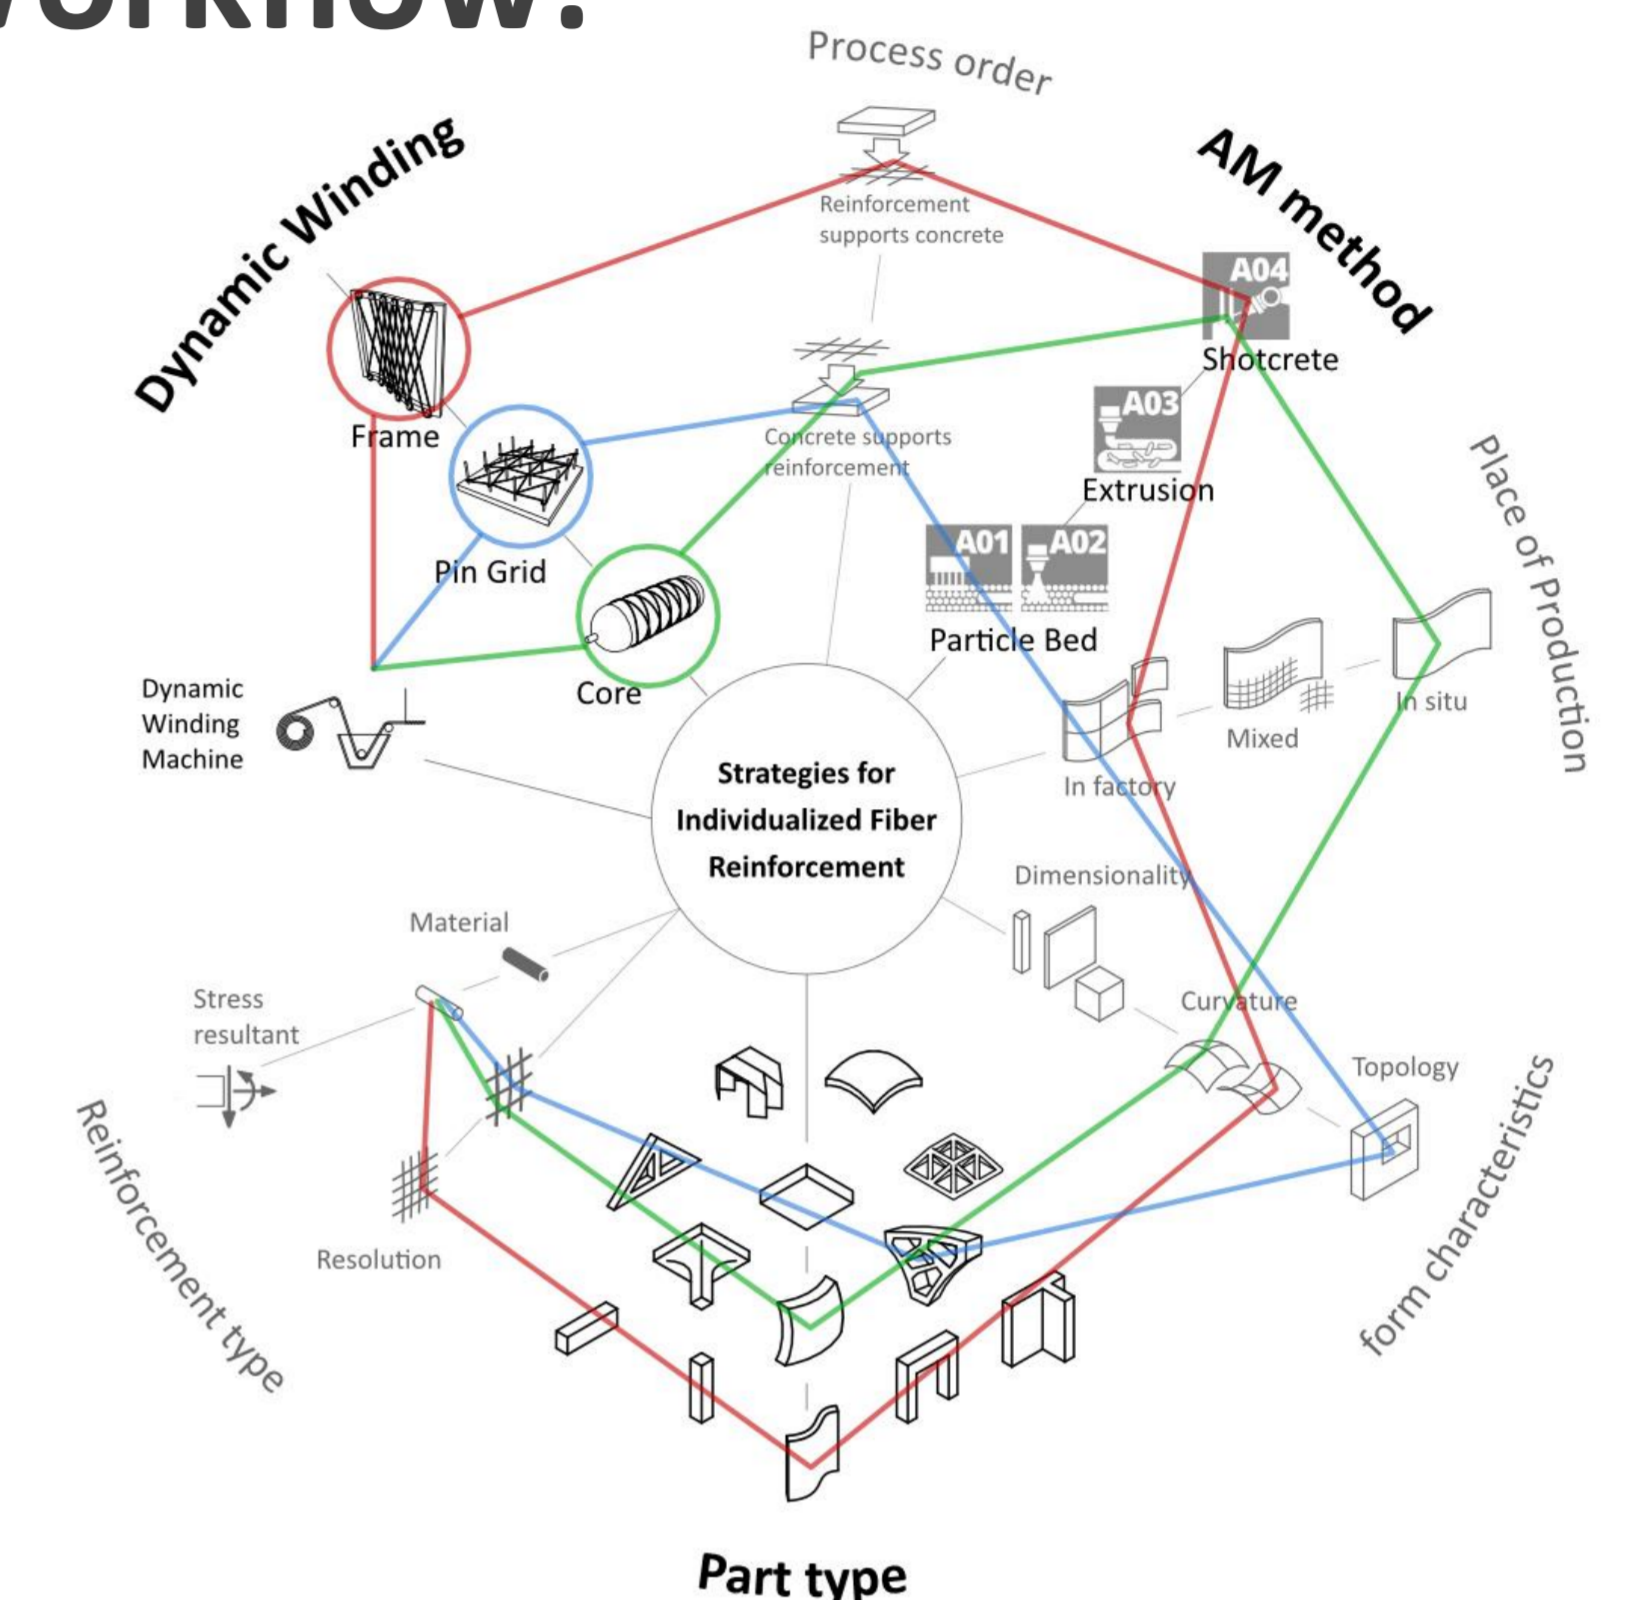 Process order
Dynamic Winding
AM method
Reinforcement
supports concrete
A04
Shotcrete
Frame
Concrete supports
reinforcement
A03
Extrusion
Place of Production
Pin Grid
A01
A02
Particle Bed
Core
In situ
Mixed
Dynamic
Winding
Machine
In factory
Strategies for
Individualized Fiber
Reinforcement
Dimensionality
Material
Stress
resultant
Curvature
Topology
Reinforcement type
Resolution
form characteristics
Part type